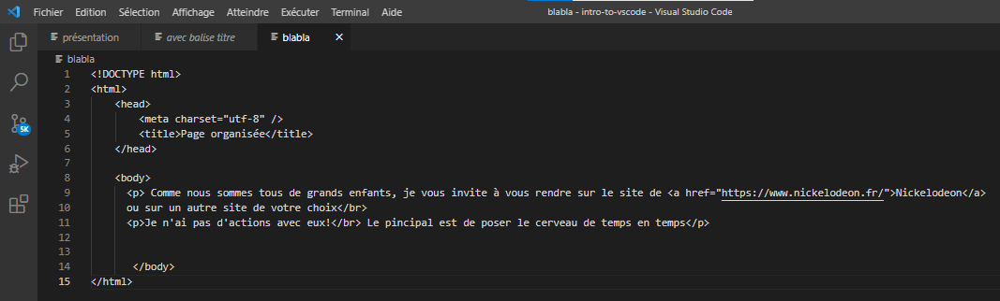 Fichier Edition Sélection Affichage Atteindre Exécuter Terminal Aide blabla - intro-to-vscode - Visual Studio Code
présentation avec balise titre blabla
blabla
1 <!DOCTYPE html>
2 <html>
3 <head>
4 <meta charset="utf-8" />
5 <title>Page organisée</title>
6 </head>
7
8 <body>
9 <p> Comme nous sommes tous de grands enfants, je vous invite à vous rendre sur le site de <a href="https://www.nickelodeon.fr/">Nickelodeon</a>
10 ou sur un autre site de votre choix</br>
11 <p>Je n'ai pas d'actions avec eux!</br> Le pincipal est de poser le cerveau de temps en temps</p>
12
13
14 </body>
15 </html>
5K